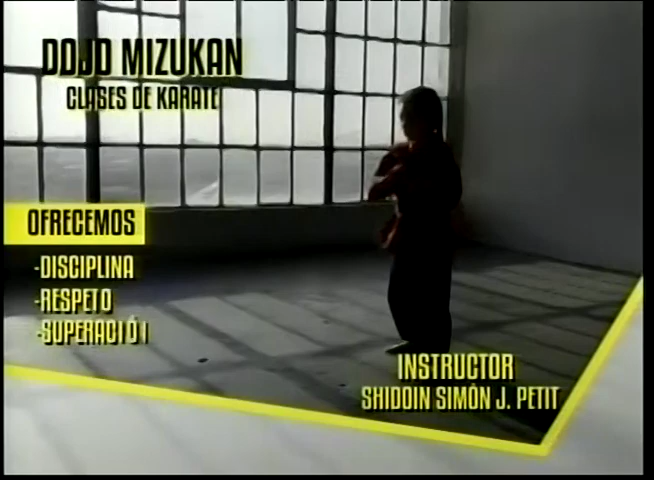 DOJO MIZUKAN
CLASES DE KARATE
OFRECEMOS
-DISCIPLINA
-RESPETO
-SUPERACIÓN
INSTRUCTOR
SHIDOIN SIMÓN J. PETIT